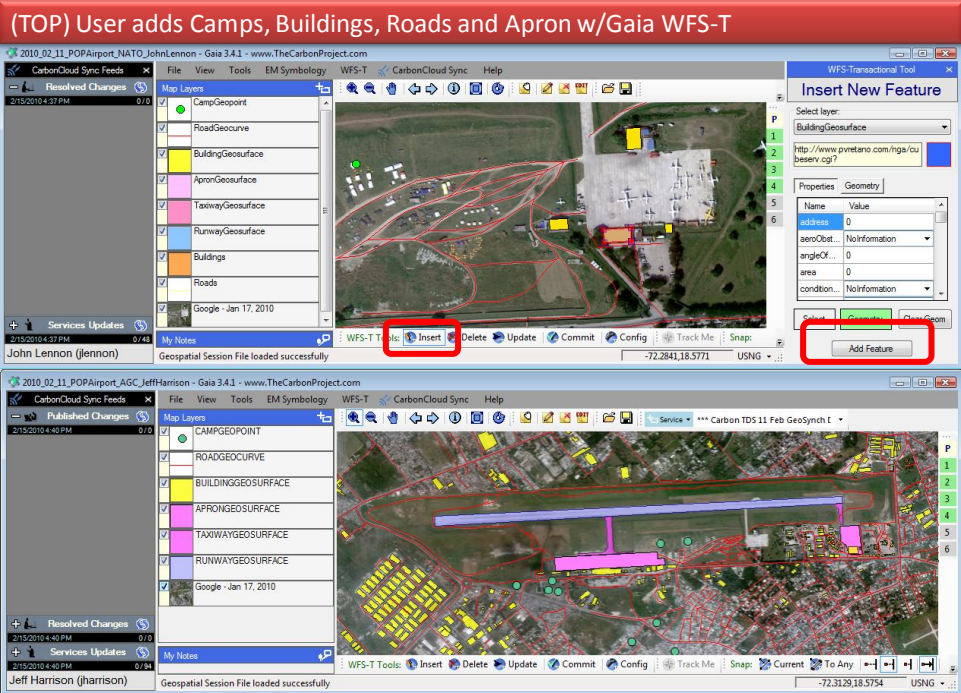 (TOP) User adds Camps, Buildings, Roads and Apron w/Gaia WFS-T
2010_02_11_POPAirport_NATO_JohnLennon - Gaia 3.4.1 - www.TheCarbonProject.com
CarbonCloud Sync Feeds ×
File View Tools EM Symbology WFS-T CarbonCloud Sync Help
WFS-Transactional Tool ×
Resolved Changes
2/15/2010 4:37 PM 0/0
Map Layers
CampGeopoint
RoadGeocurve
BuildingGeosurface
ApronGeosurface
TaxiwayGeosurface
RunwayGeosurface
Buildings
Roads
Google - Jan 17, 2010
P
1
2
3
4
5
6
Insert New Feature
Select layer:
BuildingGeosurface
http://www.pvretano.com/nga/cu
beserv.cgi?
Properties Geometry
Name Value
address 0
aeroObst... NoInformation
angleOf... 0
area 0
condition... NoInformation
Select Geometry Clear Geom
Add Feature
Services Updates
2/15/2010 4:37 PM 0/48
John Lennon (jlennon)
My Notes
Geospatial Session File loaded successfully
WFS-T Tools: Insert Delete Update Commit Config Track Me Snap:
-72.2841,18.5771 USNG
2010_02_11_POPAirport_AGC_JeffHarrison - Gaia 3.4.1 - www.TheCarbonProject.com
CarbonCloud Sync Feeds ×
File View Tools EM Symbology WFS-T CarbonCloud Sync Help
Published Changes
2/15/2010 4:40 PM 0/0
Map Layers
Service *** Carbon TDS 11 Feb GeoSynch D
CAMPGEOPOINT
ROADGEOCURVE
BUILDINGGEOSURFACE
APRONGEOSURFACE
TAXIWAYGEOSURFACE
RUNWAYGEOSURFACE
Google - Jan 17, 2010
P
1
2
3
4
5
6
Resolved Changes
2/15/2010 4:40 PM 0/0
Services Updates
2/15/2010 4:40 PM 0/94
Jeff Harrison (jharrison)
My Notes
Geospatial Session File loaded successfully
WFS-T Tools: Insert Delete Update Commit Config Track Me Snap: Current To Any
-72.3129,18.5754 USNG